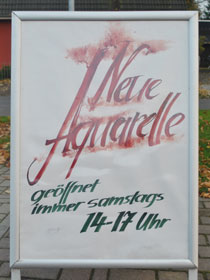 Neue
Aquarelle
geöffnet
immer samstags
14-17 Uhr